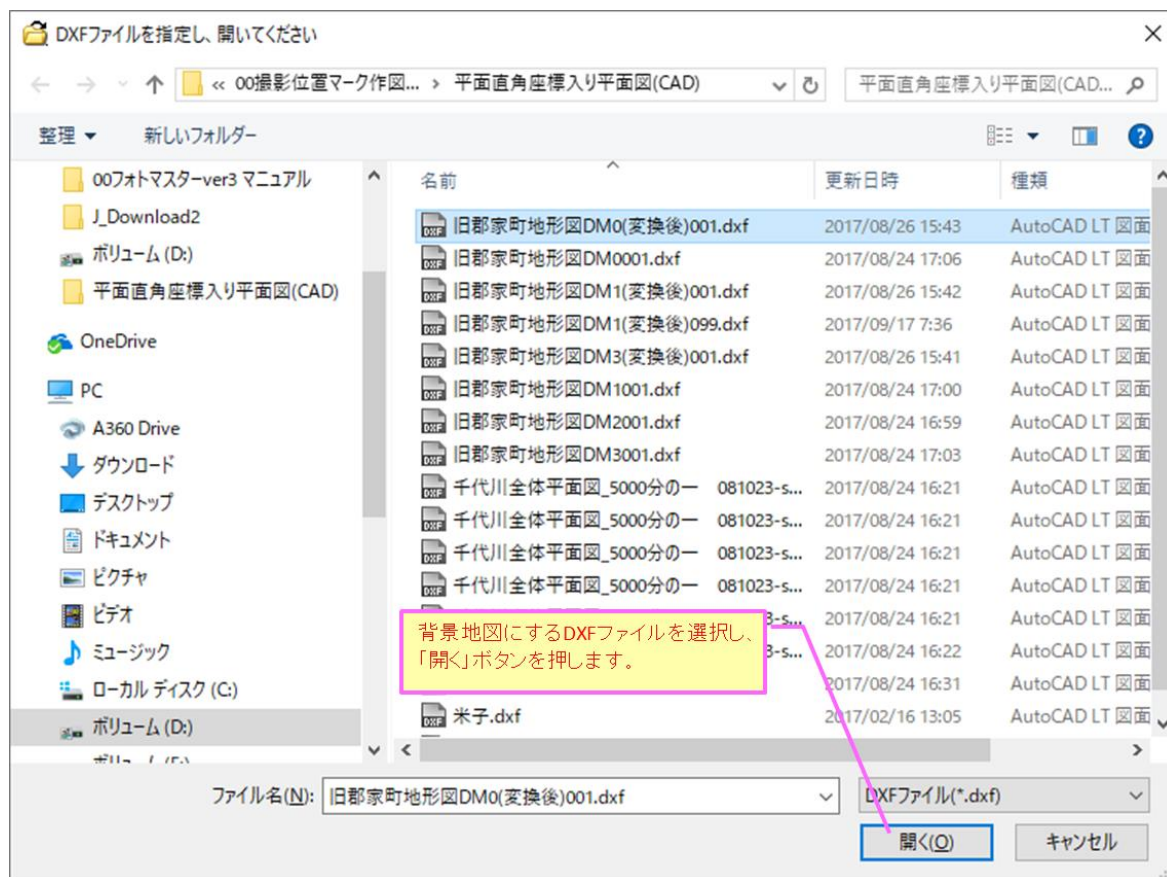 DXFファイルを指定し、開いてください
« 00撮影位置マーク作図... › 平面直角座標入り平面図(CAD)
平面直角座標入り平面図(CAD...
整理 新しいフォルダー
00フォトマスターver3 マニュアル
J_Download2
ボリューム (D:)
平面直角座標入り平面図(CAD)
OneDrive
PC
A360 Drive
ダウンロード
デスクトップ
ドキュメント
ピクチャ
ビデオ
ミュージック
ローカル ディスク (C:)
ボリューム (D:)
名前 更新日時 種類
旧郡家町地形図DM0(変換後)001.dxf 2017/08/26 15:43 AutoCAD LT 図面
旧郡家町地形図DM0001.dxf 2017/08/24 17:06 AutoCAD LT 図面
旧郡家町地形図DM1(変換後)001.dxf 2017/08/26 15:42 AutoCAD LT 図面
旧郡家町地形図DM1(変換後)099.dxf 2017/09/17 7:36 AutoCAD LT 図面
旧郡家町地形図DM3(変換後)001.dxf 2017/08/26 15:41 AutoCAD LT 図面
旧郡家町地形図DM1001.dxf 2017/08/24 17:00 AutoCAD LT 図面
旧郡家町地形図DM2001.dxf 2017/08/24 16:59 AutoCAD LT 図面
旧郡家町地形図DM3001.dxf 2017/08/24 17:03 AutoCAD LT 図面
千代川全体平面図_5000分の一 081023-s... 2017/08/24 16:21 AutoCAD LT 図面
千代川全体平面図_5000分の一 081023-s... 2017/08/24 16:21 AutoCAD LT 図面
千代川全体平面図_5000分の一 081023-s... 2017/08/24 16:21 AutoCAD LT 図面
千代川全体平面図_5000分の一 081023-s... 2017/08/24 16:21 AutoCAD LT 図面
3-s... 2017/08/24 16:21 AutoCAD LT 図面
3-s... 2017/08/24 16:22 AutoCAD LT 図面
2017/08/24 16:31 AutoCAD LT 図面
米子.dxf 2017/02/16 13:05 AutoCAD LT 図面
背景地図にするDXFファイルを選択し、
「開く」ボタンを押します。
ファイル名(N): 旧郡家町地形図DM0(変換後)001.dxf DXFファイル(*.dxf)
開く(O) キャンセル